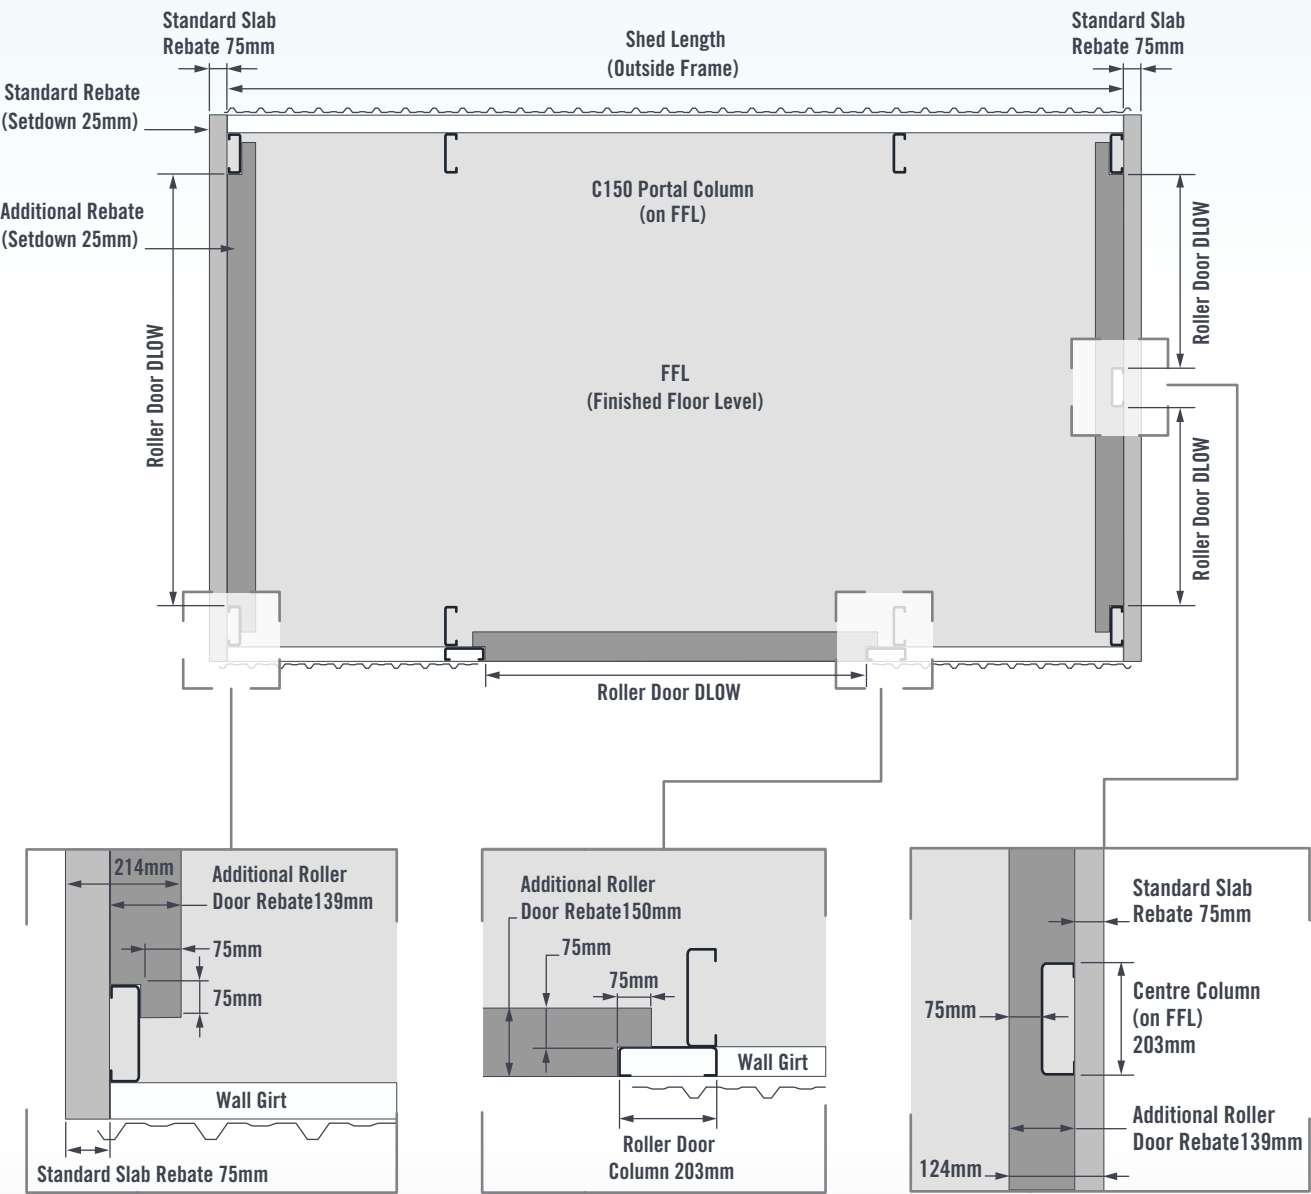 Standard Slab
Rebate 75mm
Shed Length
(Outside Frame)
Standard Slab
Rebate 75mm
Standard Rebate
(Setdown 25mm)
Additional Rebate
(Setdown 25mm)
C150 Portal Column
(on FFL)
FFL
(Finished Floor Level)
Roller Door DLOW
Roller Door DLOW
Roller Door DLOW
Roller Door DLOW
214mm
Additional Roller
Door Rebate139mm
75mm
75mm
Wall Girt
Standard Slab Rebate 75mm
Additional Roller
Door Rebate150mm
75mm
75mm
Wall Girt
Roller Door
Column 203mm
Standard Slab
Rebate 75mm
75mm
Centre Column
(on FFL)
203mm
Additional Roller
Door Rebate139mm
124mm